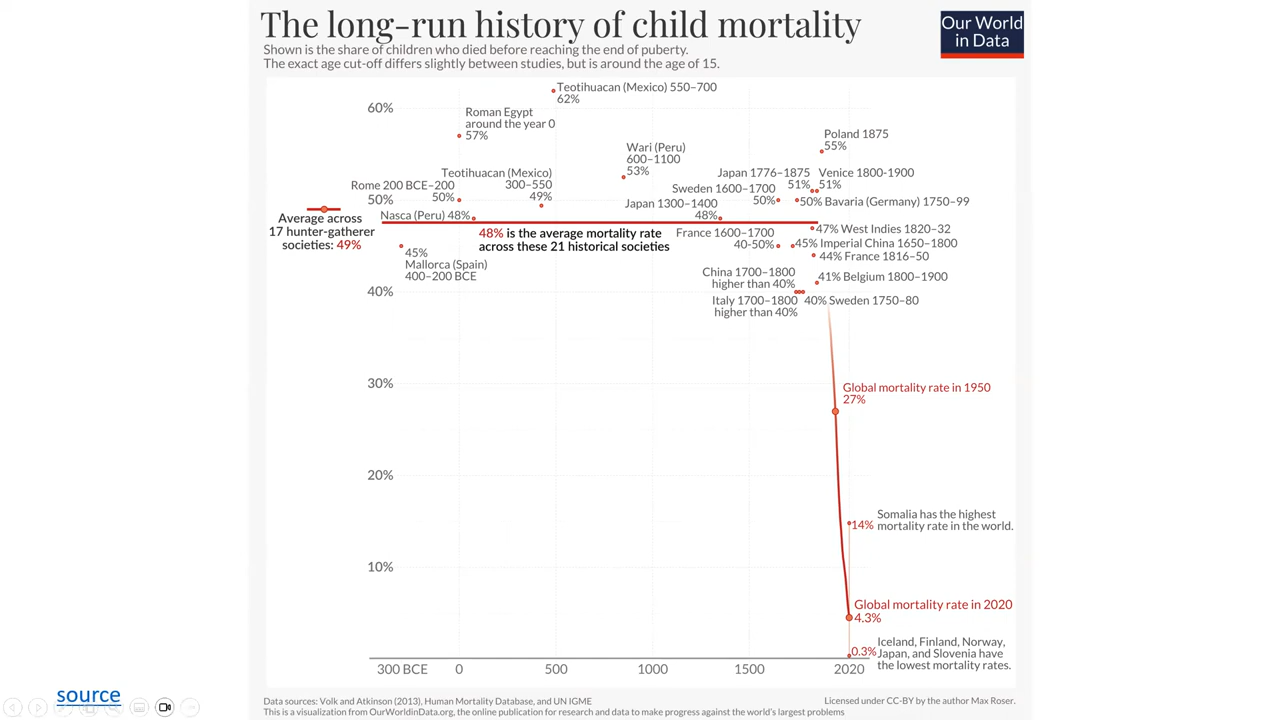 The long-run history of child mortality
Our World
in Data
Shown is the share of children who died before reaching the end of puberty.
The exact age cut-off differs slightly between studies, but is around the age of 15.
60%
50%
40%
30%
20%
10%
Teotihuacan (Mexico) 550–700
62%
Roman Egypt
around the year 0
57%
Poland 1875
55%
Wari (Peru)
600–1100
53%
Teotihuacan (Mexico)
300–550
49%
Rome 200 BCE–200
50%
Japan 1776–1875
51%
Venice 1800-1900
51%
Sweden 1600–1700
50%
50% Bavaria (Germany) 1750–99
Japan 1300–1400
48%
Nasca (Peru) 48%
Average across
17 hunter-gatherer
societies: 49%
48% is the average mortality rate
across these 21 historical societies
47% West Indies 1820–32
France 1600–1700
40-50%
45% Imperial China 1650–1800
44% France 1816–50
45%
Mallorca (Spain)
400–200 BCE
China 1700–1800
higher than 40%
41% Belgium 1800–1900
Italy 1700–1800
higher than 40%
40% Sweden 1750–80
Global mortality rate in 1950
27%
14%
Somalia has the highest
mortality rate in the world.
Global mortality rate in 2020
4.3%
0.3%
Iceland, Finland, Norway,
Japan, and Slovenia have
the lowest mortality rates.
300 BCE
0
500
1000
1500
2020
source
Data sources: Volk and Atkinson (2013), Human Mortality Database, and UN IGME
This is a visualization from OurWorldinData.org, the online publication for research and data to make progress against the world's largest problems
Licensed under CC-BY by the author Max Roser.